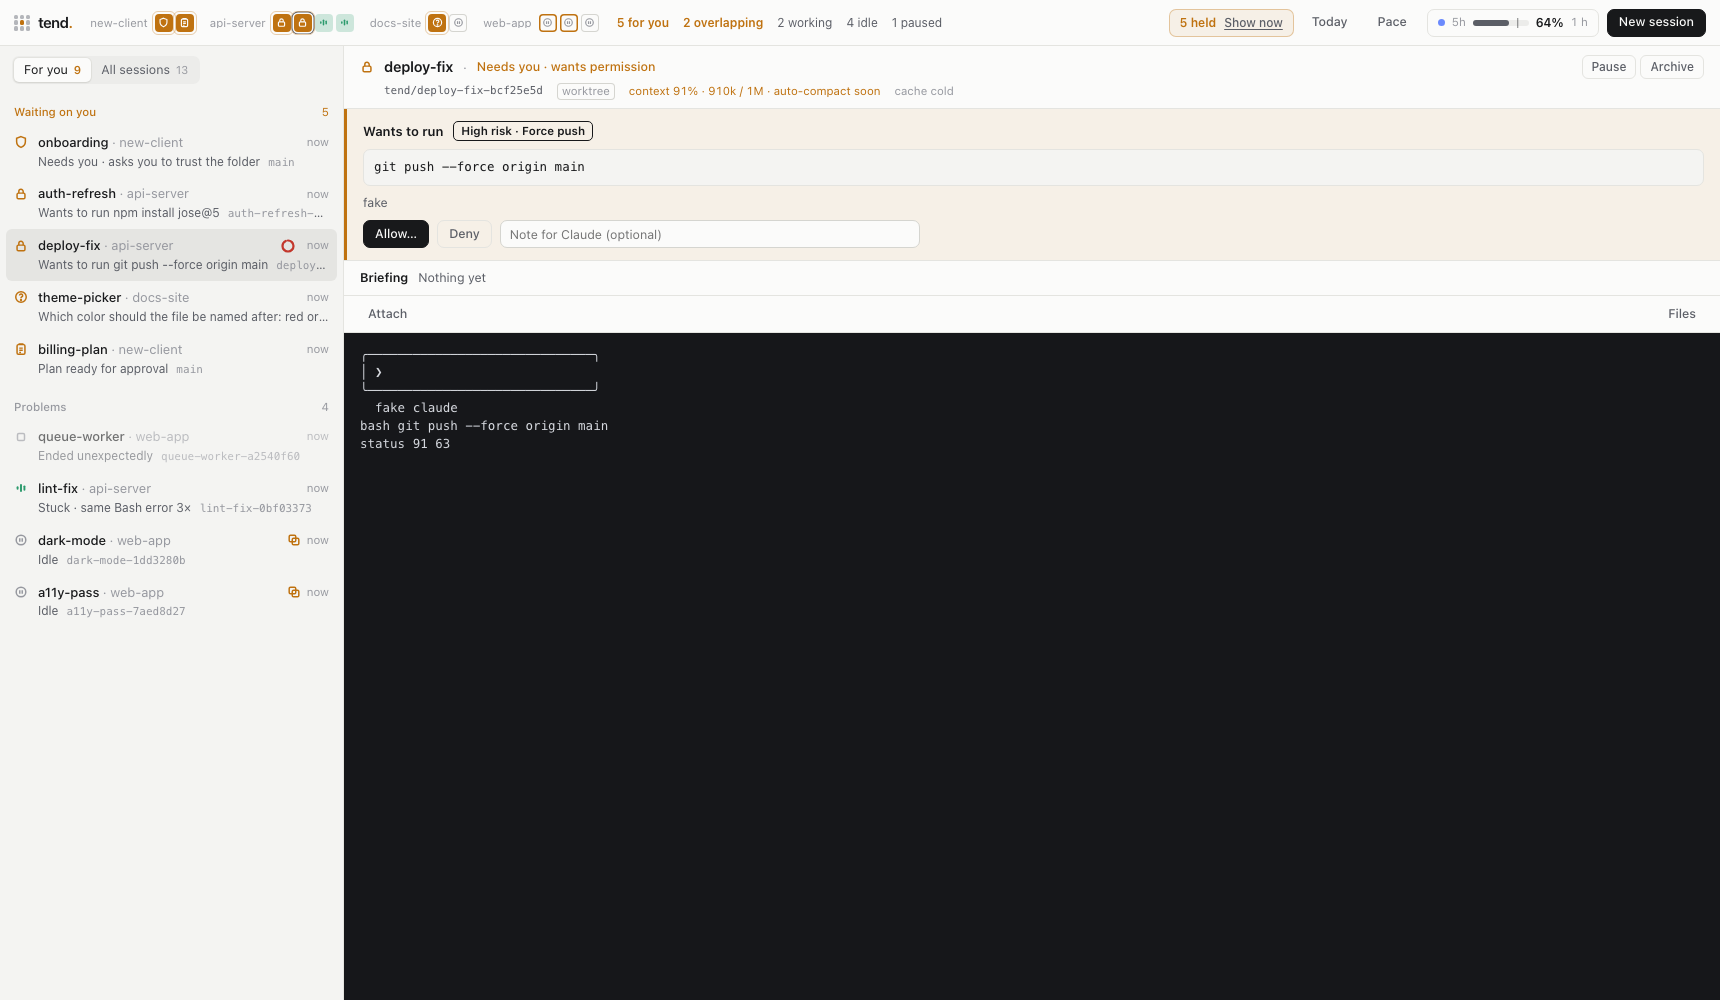 tend. new-client api-server docs-site web-app 5 for you 2 overlapping 2 working 4 idle 1 paused 5 held Show now Today Pace 5h 64% 1 h New session
For you 9 All sessions 13
Waiting on you 5
onboarding · new-client now
Needs you · asks you to trust the folder main
auth-refresh · api-server now
Wants to run npm install jose@5 auth-refresh-…
deploy-fix · api-server now
Wants to run git push --force origin main deploy…
theme-picker · docs-site now
Which color should the file be named after: red or…
billing-plan · new-client now
Plan ready for approval main
Problems 4
queue-worker · web-app now
Ended unexpectedly queue-worker-a2540f60
lint-fix · api-server now
Stuck · same Bash error 3× lint-fix-0bf03373
dark-mode · web-app now
Idle dark-mode-1dd3280b
a11y-pass · web-app now
Idle a11y-pass-7aed8d27
deploy-fix · Needs you · wants permission Pause Archive
tend/deploy-fix-bcf25e5d worktree context 91% · 910k / 1M · auto-compact soon cache cold
Wants to run High risk · Force push
git push --force origin main
fake
Allow... Deny Note for Claude (optional)
Briefing Nothing yet
Attach Files
❯
fake claude
bash git push --force origin main
status 91 63